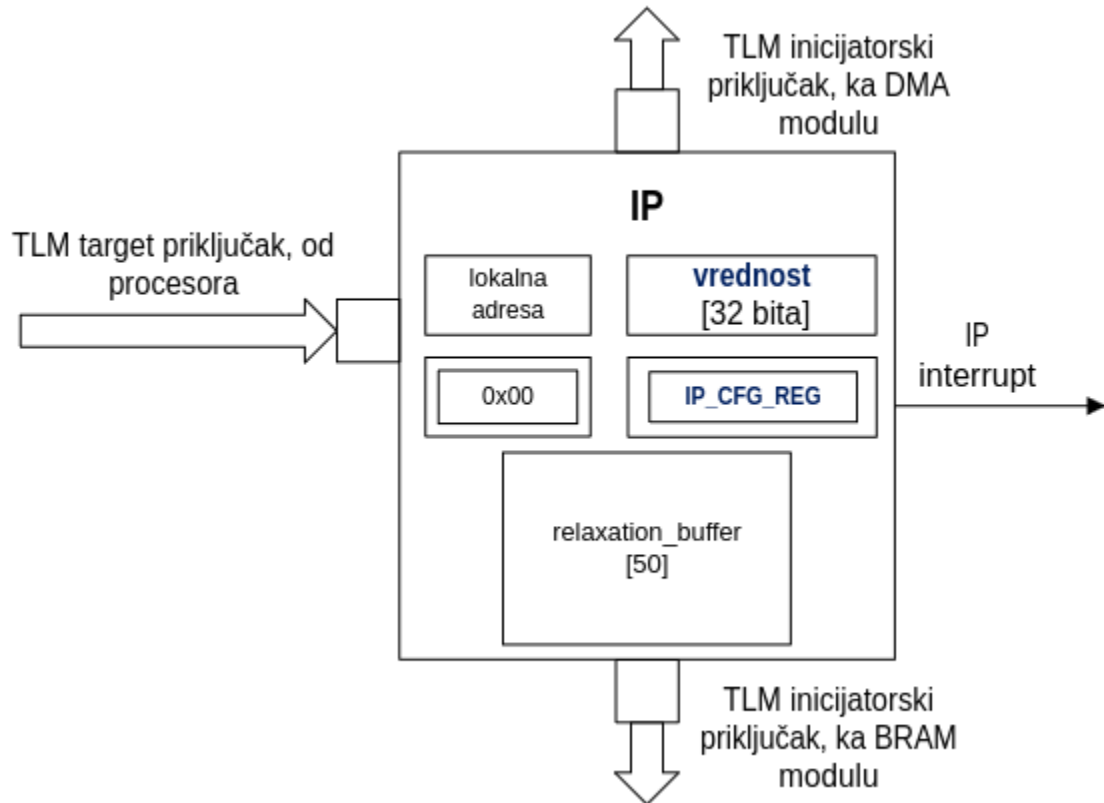 TLM inicijatorski
priključak, ka DMA
modulu
IP
TLM target priključak, od
procesora
lokalna
adresa
vrednost
[32 bita]
0x00
IP_CFG_REG
IP
interrupt
relaxation_buffer
[50]
TLM inicijatorski
priključak, ka BRAM
modulu